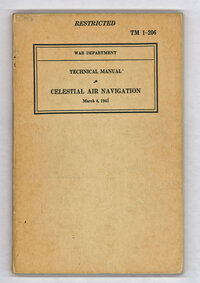 RESTRICTED
TM 1-206
WAR DEPARTMENT
TECHNICAL MANUAL
CELESTIAL AIR NAVIGATION
March 4, 1941